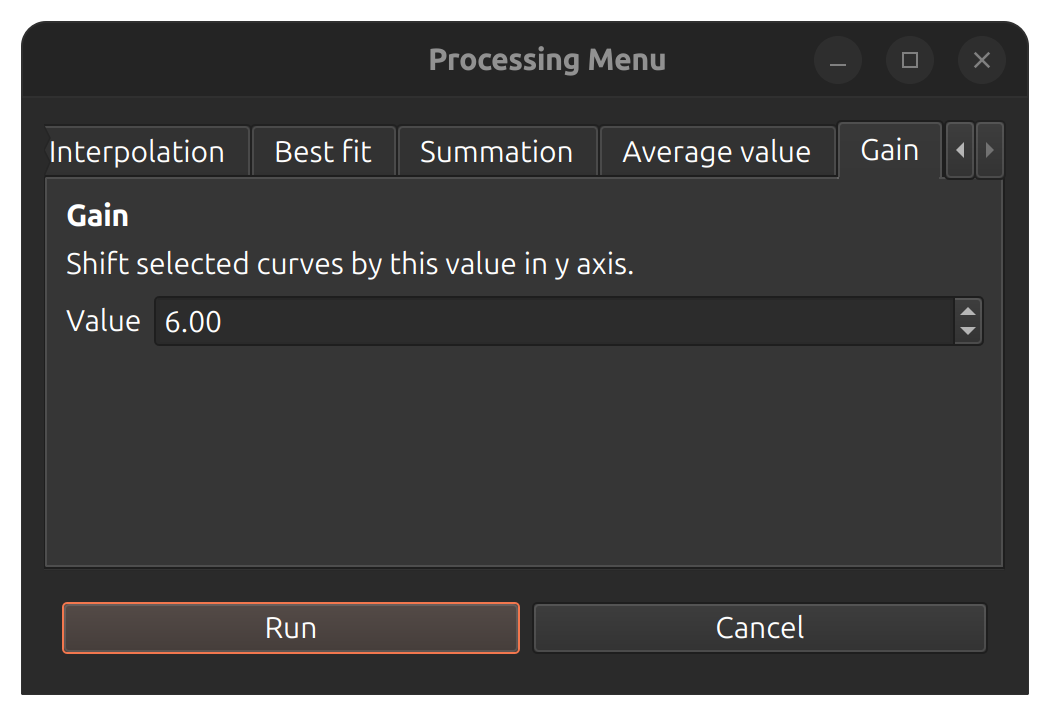 Processing Menu
Interpolation Best fit Summation Average value Gain
Gain
Shift selected curves by this value in y axis.
Value 6.00
Run Cancel